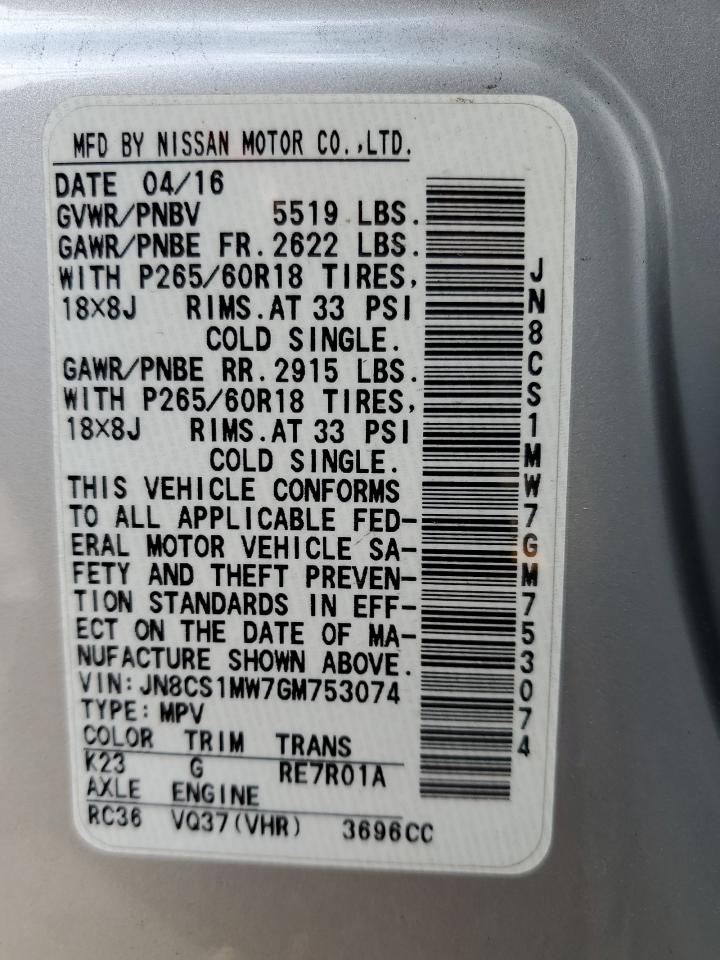 MFD BY NISSAN MOTOR CO.,LTD.
DATE 04/16
GVWR/PNBV 5519 LBS.
GAWR/PNBE FR. 2622 LBS.
WITH P265/60R18 TIRES,
18X8J RIMS. AT 33 PSI
COLD SINGLE.
GAWR/PNBE RR. 2915 LBS.
WITH P265/60R18 TIRES,
18X8J RIMS. AT 33 PSI
COLD SINGLE.
THIS VEHICLE CONFORMS
TO ALL APPLICABLE FED-
ERAL MOTOR VEHICLE SA-
FETY AND THEFT PREVEN-
TION STANDARDS IN EFF-
ECT ON THE DATE OF MA-
NUFACTURE SHOWN ABOVE.
VIN: JN8CS1MW7GM753074
TYPE: MPV
COLOR TRIM TRANS
K23 G RE7R01A
AXLE ENGINE
RC36 VQ37(VHR) 3696CC
JN8CS1MW7GM753074